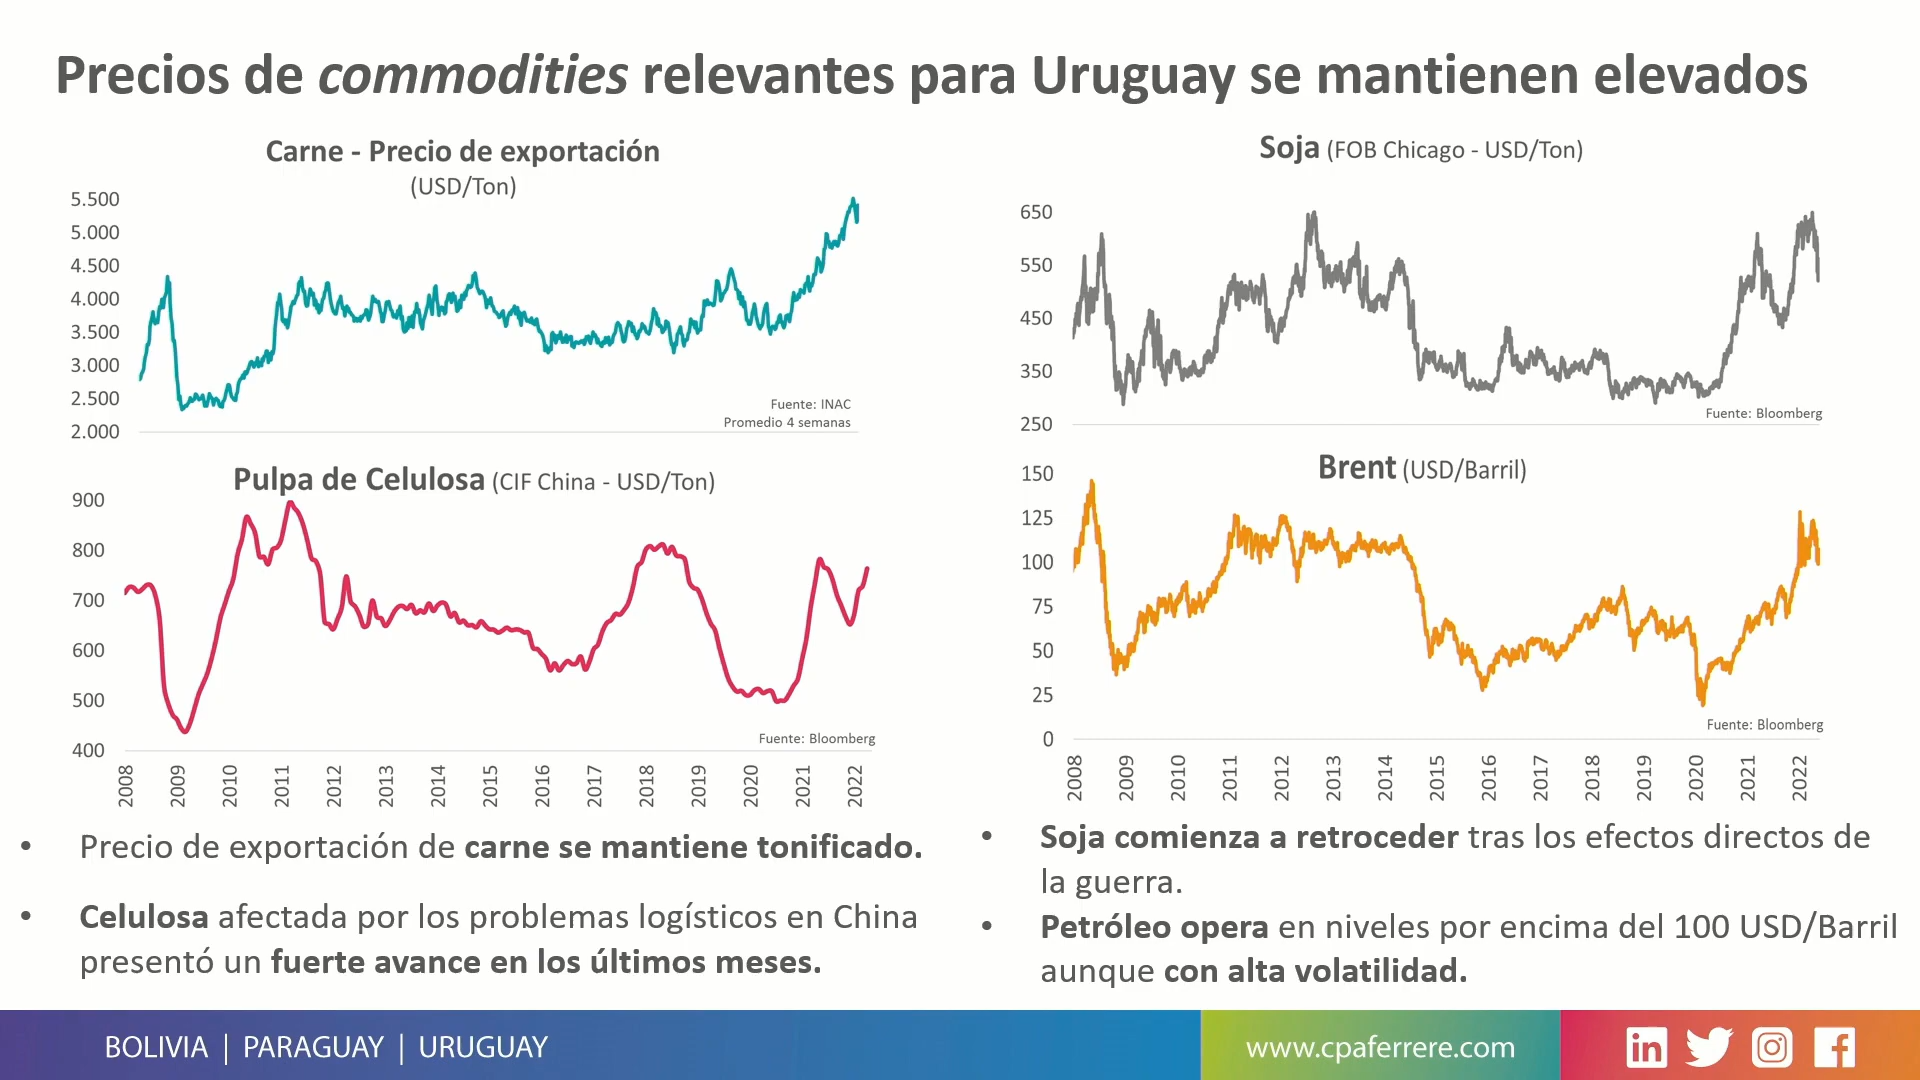 Precios de commodities relevantes para Uruguay se mantienen elevados
Carne - Precio de exportación
(USD/Ton)
5.500
5.000
4.500
4.000
3.500
3.000
2.500
2.000
Fuente: INAC
Promedio 4 semanas
Soja (FOB Chicago - USD/Ton)
650
550
450
350
250
Fuente: Bloomberg
Pulpa de Celulosa (CIF China - USD/Ton)
900
800
700
600
500
400
Fuente: Bloomberg
2008 2009 2010 2011 2012 2013 2014 2015 2016 2017 2018 2019 2020 2021 2022
Brent (USD/Barril)
150
125
100
75
50
25
0
Fuente: Bloomberg
2008 2009 2010 2011 2012 2013 2014 2015 2016 2017 2018 2019 2020 2021 2022
• Precio de exportación de carne se mantiene tonificado.
• Celulosa afectada por los problemas logísticos en China
presentó un fuerte avance en los últimos meses.
• Soja comienza a retroceder tras los efectos directos de
la guerra.
• Petróleo opera en niveles por encima del 100 USD/Barril
aunque con alta volatilidad.
BOLIVIA | PARAGUAY | URUGUAY
www.cpaferrere.com